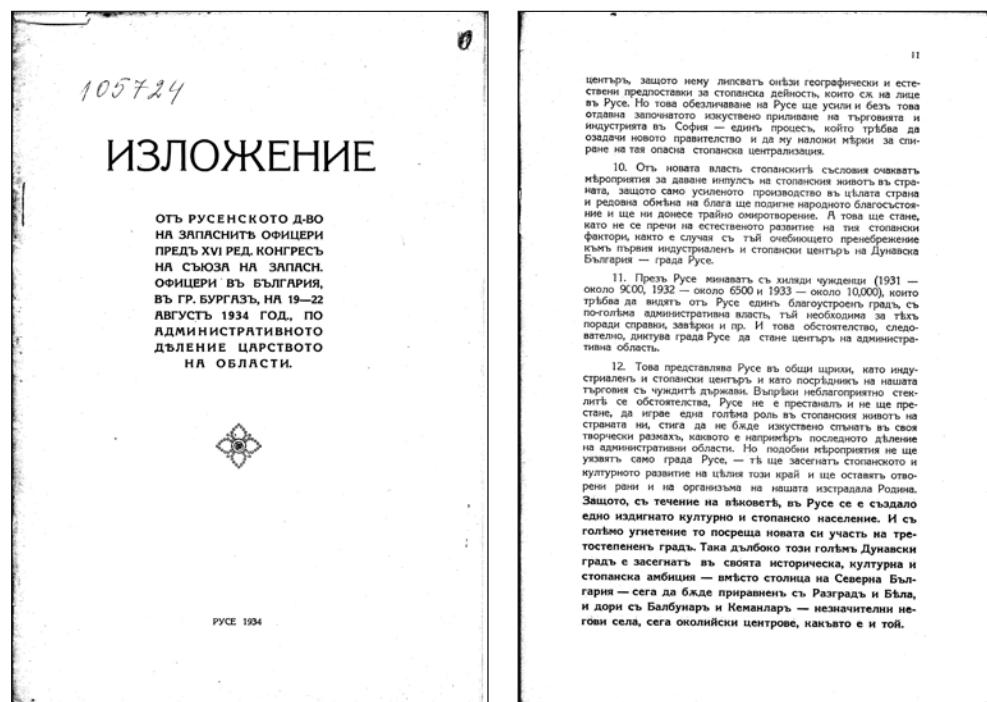 105724
ИЗЛОЖЕНИЕ
ОТЪ РУСЕНСКОТО Д-ВО
НА ЗАПАСНИТѢ ОФИЦЕРИ
ПРЕДЪ XVI РЕД. КОНГРЕСЪ
НА СЪЮЗА НА ЗАПАСН.
ОФИЦЕРИ ВЪ БЪЛГАРИЯ,
ВЪ ГР. БУРГАЗЪ, НА 19—22
АВГУСТЪ 1934 ГОД., ПО
АДМИНИСТРАТИВНОТО
ДѢЛЕНИЕ ЦАРСТВОТО
НА ОБЛАСТИ.
РУСЕ 1934
11
центъръ, защото нему липсватъ онѣзи географически и есте-
ствени предпоставки за стопанска дейность, които сѫ на лице
въ Русе. Но това обезличаване на Русе ще усили и безъ това
отдавна започнатото изкуствено приливане на търговията и
индустрията въ София — единъ процесъ, който трѣбва да
озадачи новото правителство и да му наложи мѣрки за спи-
ране на тая опасна стопанска централизация.
10. Отъ новата власть стопанскитѣ съсловия очакватъ
мѣроприятия за даване инпулсъ на стопанския животъ въ стра-
ната, защото само усиленото производство въ цѣлата страна
и редовна обмѣна на блага ще подигне народното благосъстоя-
ние и ще ни донесе трайно омиротворение. А това ще стане,
като не се пречи на естественото развитие на тия стопански
фактори, както е случая съ тъй очебиющето пренебрежение
къмъ първия индустриаленъ и стопански центъръ на Дунавска
България — града Русе.
11. Презъ Русе минаватъ съ хиляди чужденци (1931 —
около 9000, 1932 — около 6500 и 1933 — около 10,000), които
трѣбва да видятъ отъ Русе единъ благоустроенъ градъ, съ
по-голѣма административна власть, тъй необходима за тѣхъ
поради справки, завѣрки и пр. И това обстоятелство, следо-
вателно, диктува града Русе да стане центъръ на администра-
тивна область.
12. Това представлява Русе въ общи щрихи, като инду-
стриаленъ и стопански центъръ и като посрѣдникъ на нашата
търговия съ чуждитѣ държави. Въпрѣки неблагоприятно стек-
литѣ се обстоятелства, Русе не е престаналъ и не ще пре-
стане, да играе една голѣма роль въ стопанския животъ на
страната ни, стига да не бѫде изкуствено спънатъ въ своя
творчески размахъ, каквото е напримѣръ последното дѣление
на административни области. Но подобни мѣроприятия не ще
уязвятъ само града Русе, — тѣ ще засегнатъ стопанското и
културното развитие на цѣлия този край и ще оставятъ отво-
рени рани и на организъма на нашата изстрадала Родина.
Защото, съ течение на вѣковетѣ, въ Русе се е създало
едно издигнато културно и стопанско население. И съ
голѣмо угнетение то посреща новата си участь на тре-
тостепененъ градъ. Така дълбоко този голѣмъ Дунавски
градъ е засегнатъ въ своята историческа, културна и
стопанска амбиция — вмѣсто столица на Северна Бъл-
гария — сега да бѫде приравненъ съ Разградъ и Бѣла,
и дори съ Балбунаръ и Кеманларъ — незначителни не-
гови села, сега околийски центрове, какъвто е и той.